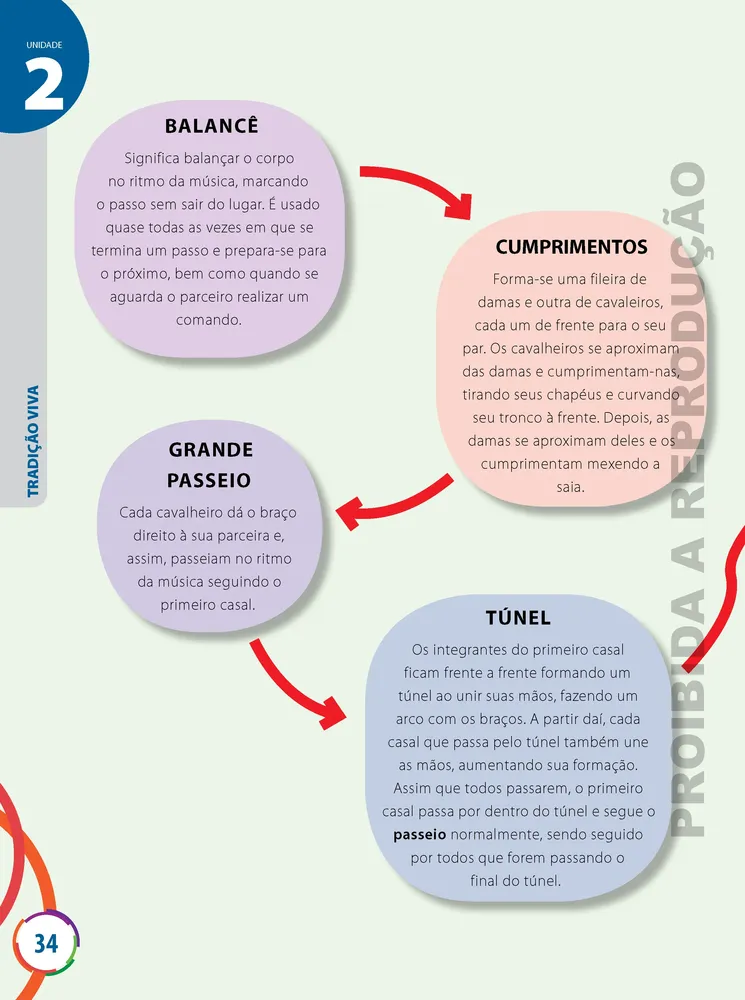 UNIDADE
2
TRADIÇÃO VIVA
BALANCÊ
Significa balançar o corpo
no ritmo da música, marcando
o passo sem sair do lugar. É usado
quase todas as vezes em que se
termina um passo e prepara-se para
o próximo, bem como quando se
aguarda o parceiro realizar um
comando.
CUMPRIMENTOS
Forma-se uma fileira de
damas e outra de cavaleiros,
cada um de frente para o seu
par. Os cavalheiros se aproximam
das damas e cumprimentam-nas,
tirando seus chapéus e curvando
seu tronco à frente. Depois, as
damas se aproximam deles e os
cumprimentam mexendo a
saia.
GRANDE
PASSEIO
Cada cavalheiro dá o braço
direito à sua parceira e,
assim, passeiam no ritmo
da música seguindo o
primeiro casal.
TÚNEL
Os integrantes do primeiro casal
ficam frente a frente formando um
túnel ao unir suas mãos, fazendo um
arco com os braços. A partir daí, cada
casal que passa pelo túnel também une
as mãos, aumentando sua formação.
Assim que todos passarem, o primeiro
casal passa por dentro do túnel e segue o
passeio normalmente, sendo seguido
por todos que forem passando o
final do túnel.
PROIBIDA A REPRODUÇÃO
34